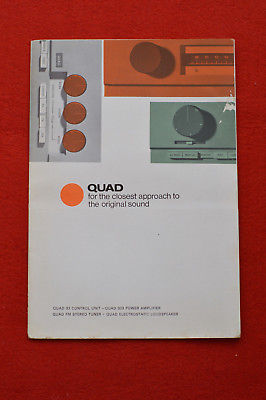 QUAD
for the closest approach to
the original sound
QUAD 33 CONTROL UNIT - QUAD 303 POWER AMPLIFIER
QUAD FM STEREO TUNER - QUAD ELECTROSTATIC LOUDSPEAKER